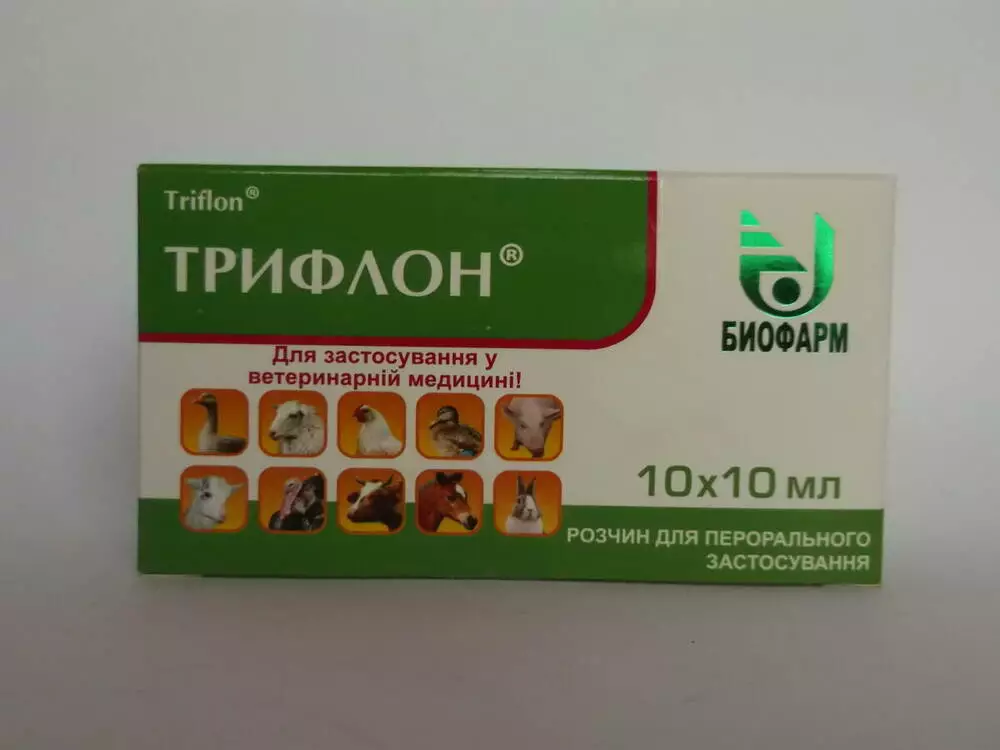 Triflon®
ТРИФЛОН®
БИОФАРМ
Для застосування у
ветеринарній медицині!
10x10 мл
РОЗЧИН ДЛЯ ПЕРОРАЛЬНОГО
ЗАСТОСУВАННЯ